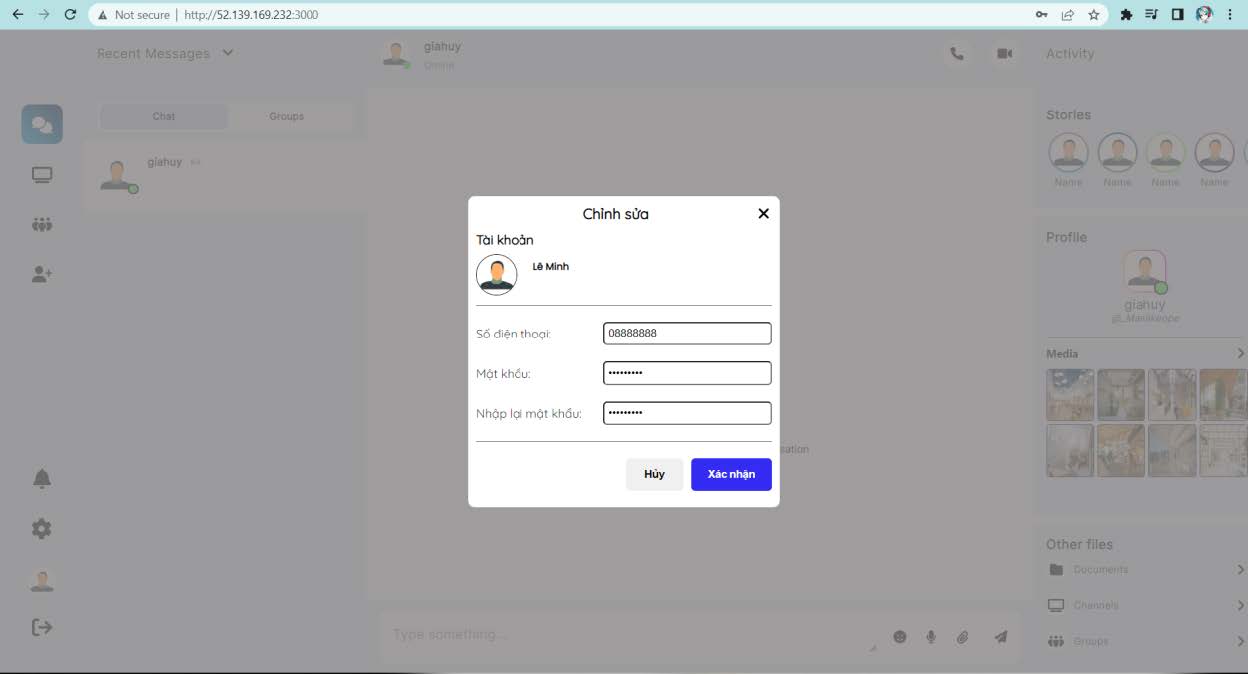 Not secure | http://52.139.169.232:3000
Recent Messages
giahuy
Online
Activity
Chat
Groups
giahuy
Stories
Name
Name
Name
Name
Profile
giahuy
Media
Chỉnh sửa
Tài khoản
Lê Minh
Số điện thoại:
08888888
Mật khẩu:
•••••••••
Nhập lại mật khẩu:
•••••••••
Hủy
Xác nhận
Other files
Documents
Channels
Groups
Type something...